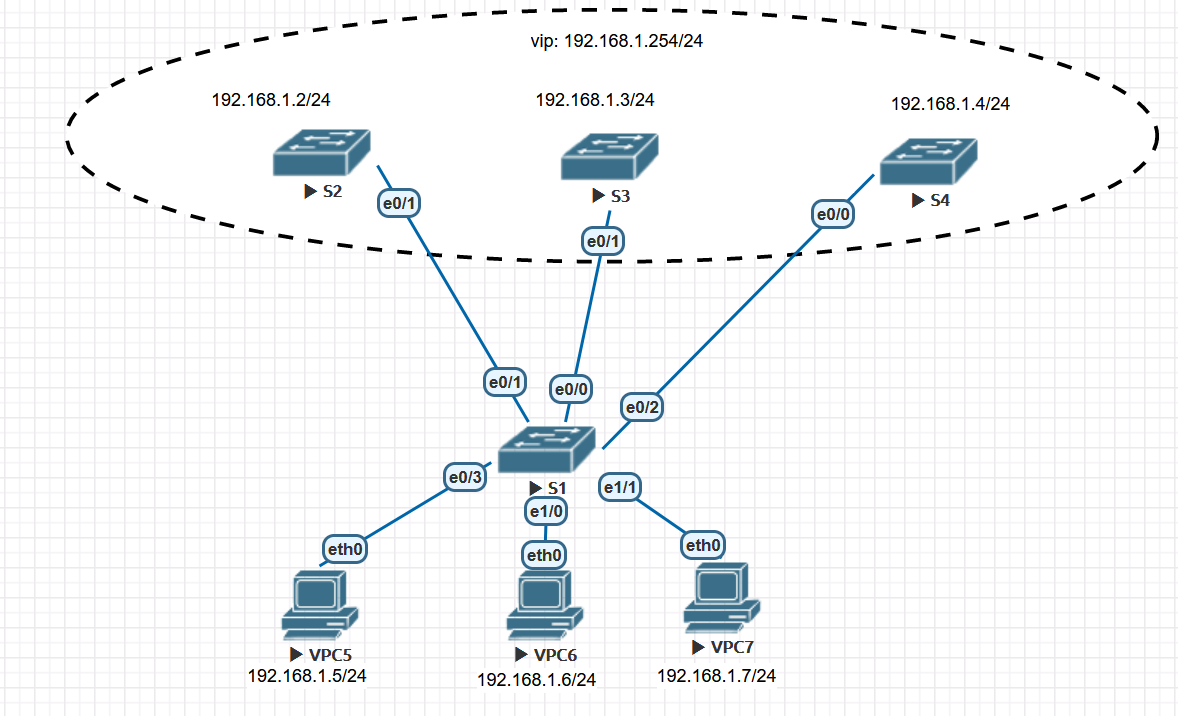 vip: 192.168.1.254/24
192.168.1.2/24
192.168.1.3/24
192.168.1.4/24
S2
S3
S4
e0/1
e0/1
e0/0
e0/1
e0/0
e0/2
S1
e0/3
e1/0
e1/1
eth0
eth0
eth0
VPC5
VPC6
VPC7
192.168.1.5/24
192.168.1.6/24
192.168.1.7/24